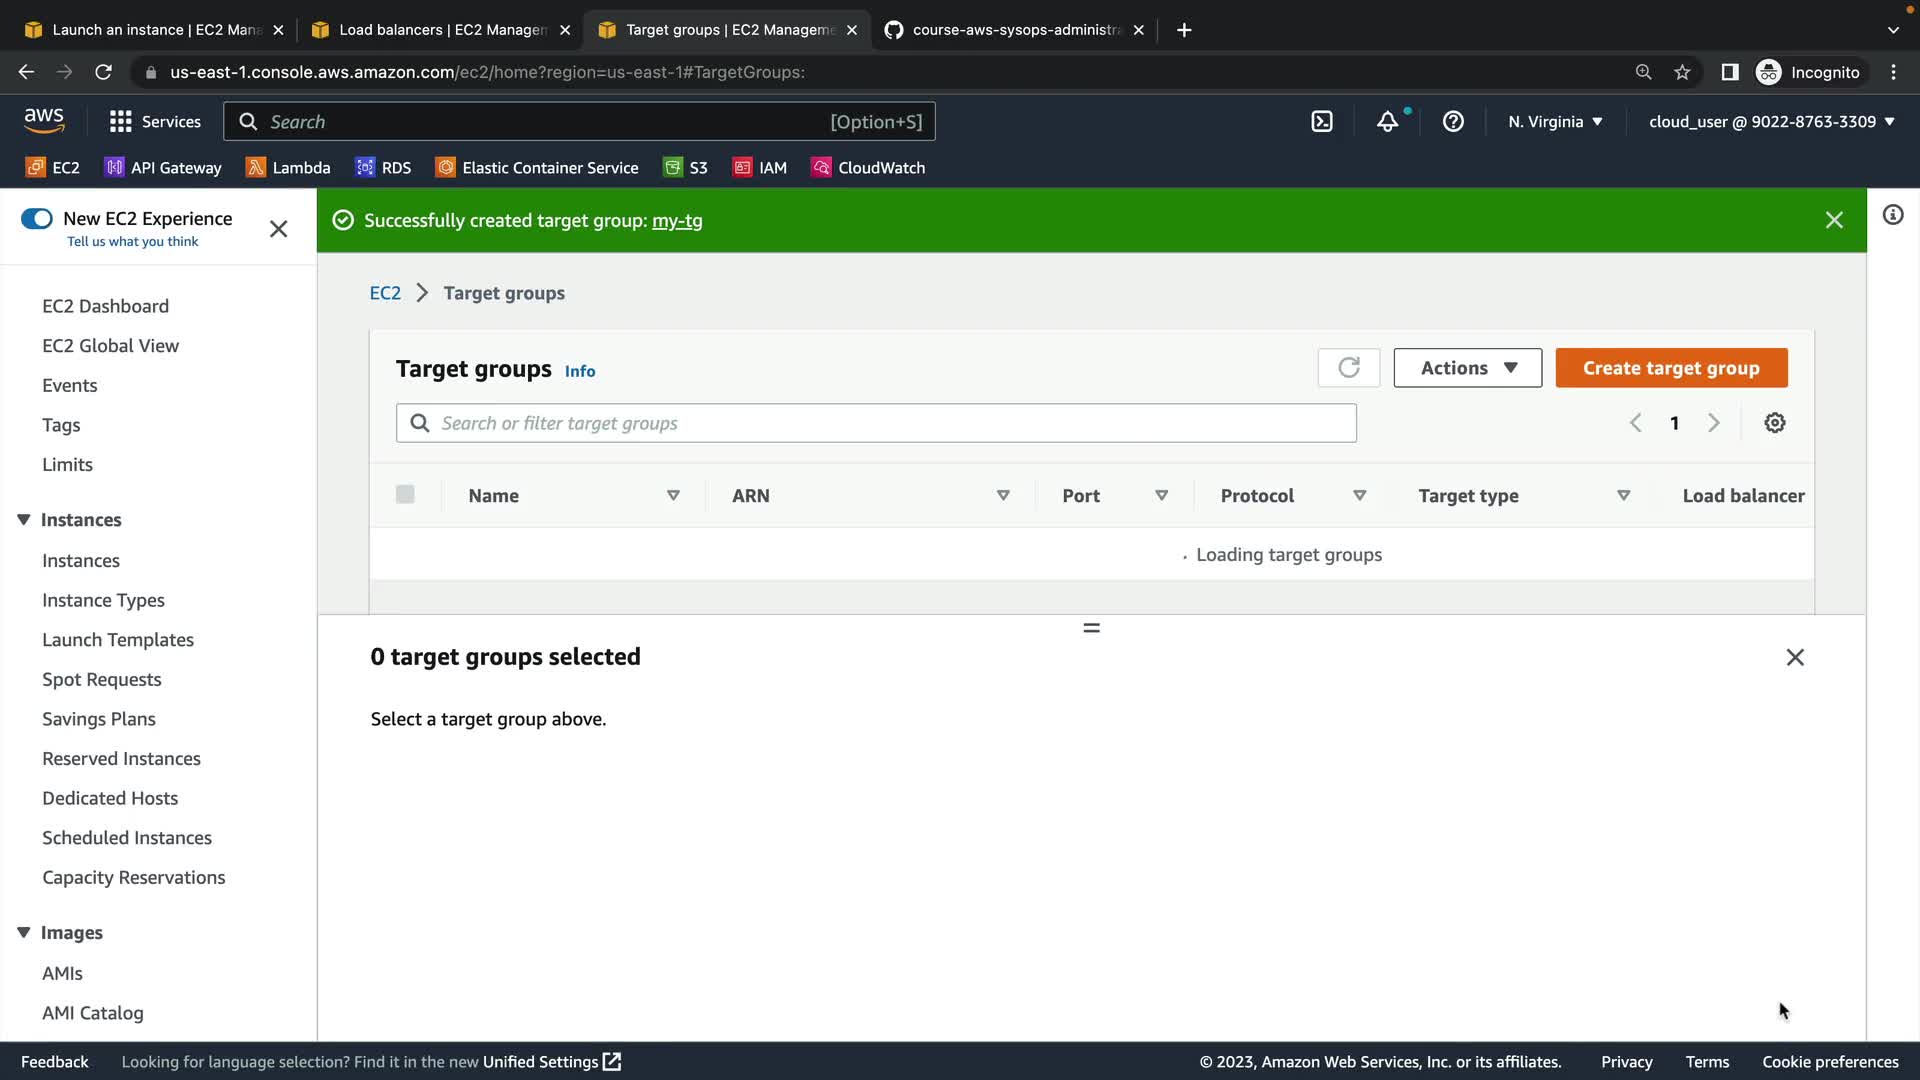 Launch an instance | EC2 Mana
Load balancers | EC2 Managem
Target groups | EC2 Manageme
course-aws-sysops-administra
us-east-1.console.aws.amazon.com/ec2/home?region=us-east-1#TargetGroups:
Incognito
aws
Services
Search
[Option+S]
N. Virginia
cloud_user @ 9022-8763-3309
EC2
API Gateway
Lambda
RDS
Elastic Container Service
S3
IAM
CloudWatch
New EC2 Experience
Tell us what you think
Successfully created target group: my-tg
EC2 Dashboard
EC2 Global View
Events
Tags
Limits
Instances
Instances
Instance Types
Launch Templates
Spot Requests
Savings Plans
Reserved Instances
Dedicated Hosts
Scheduled Instances
Capacity Reservations
Images
AMIs
AMI Catalog
EC2 > Target groups
Target groups Info
Actions
Create target group
Search or filter target groups
1
Name
ARN
Port
Protocol
Target type
Load balancer
Loading target groups
0 target groups selected
Select a target group above.
Feedback
Looking for language selection? Find it in the new Unified Settings
© 2023, Amazon Web Services, Inc. or its affiliates.
Privacy
Terms
Cookie preferences